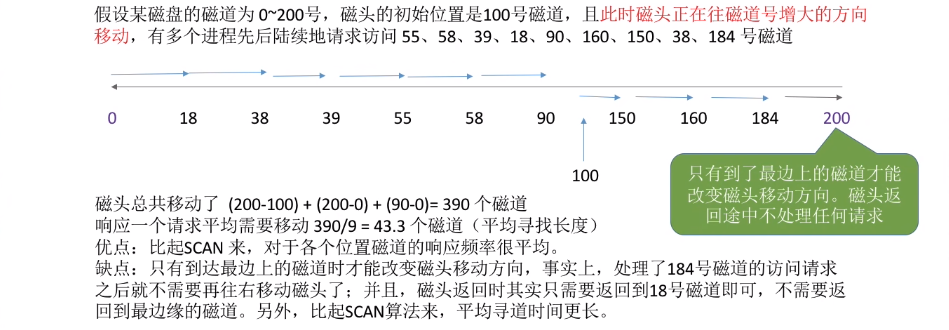 假设某磁盘的磁道为 0~200号，磁头的初始位置是100号磁道，且此时磁头正在往磁道号增大的方向
移动，有多个进程先后陆续地请求访问 55、58、39、18、90、160、150、38、184 号磁道
0 18 38 39 55 58 90 150 160 184 200
100
只有到了最边上的磁道才能
改变磁头移动方向。磁头返
回途中不处理任何请求
磁头总共移动了 (200-100) + (200-0) + (90-0)= 390 个磁道
响应一个请求平均需要移动 390/9 = 43.3 个磁道（平均寻找长度）
优点：比起SCAN 来，对于各个位置磁道的响应频率很平均。
缺点：只有到达最边上的磁道时才能改变磁头移动方向，事实上，处理了184号磁道的访问请求
之后就不需要再往右移动磁头了；并且，磁头返回时其实只需要返回到18号磁道即可，不需要返
回到最边缘的磁道。另外，比起SCAN算法来，平均寻道时间更长。